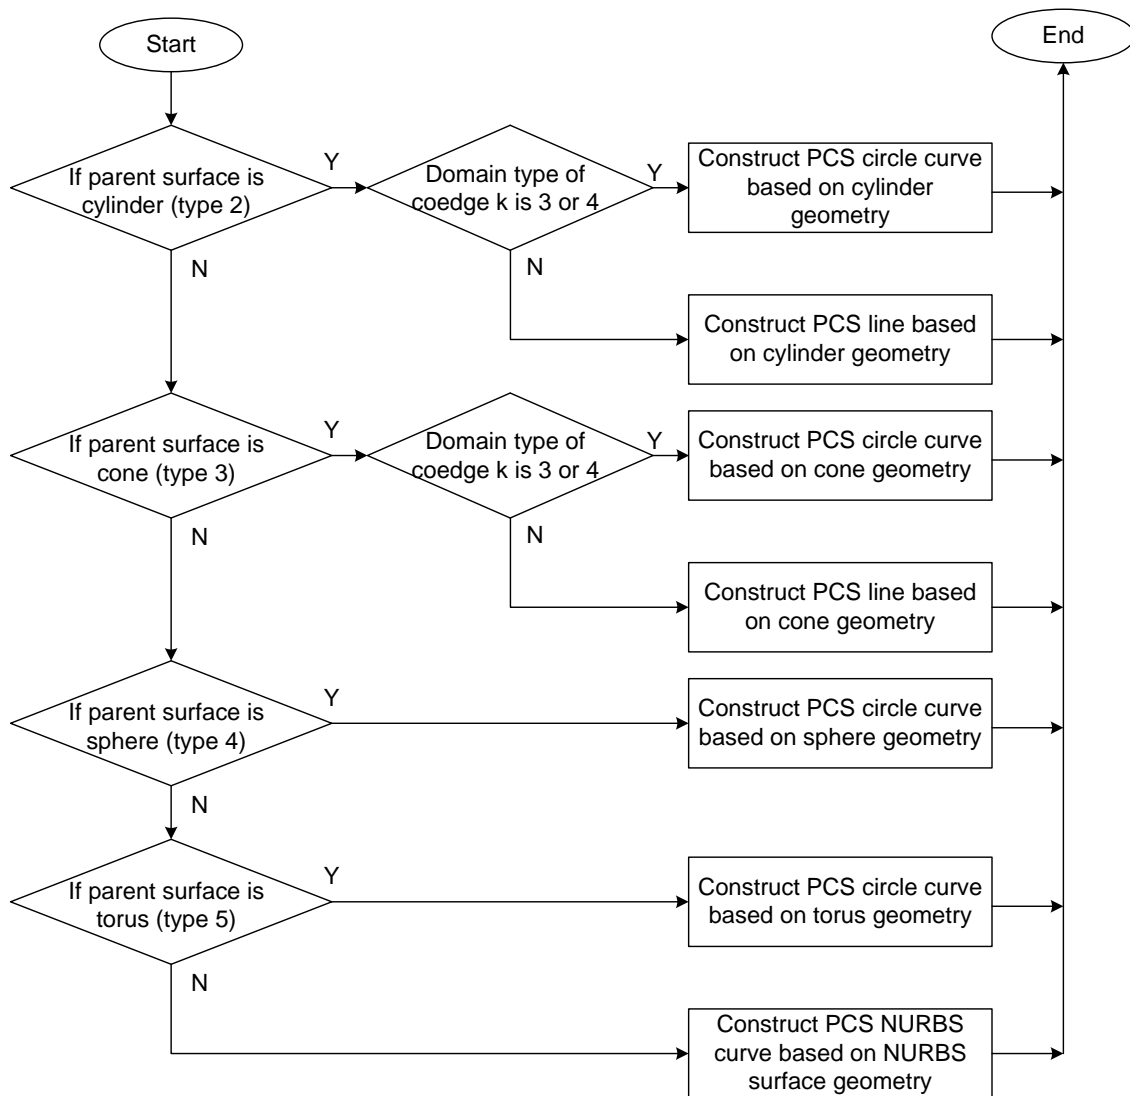 Start
End
If parent surface is
cylinder (type 2)
Y
Domain type of
coedge k is 3 or 4
Y
Construct PCS circle curve
based on cylinder
geometry
N
N
Construct PCS line based
on cylinder geometry
If parent surface is
cone (type 3)
Y
Domain type of
coedge k is 3 or 4
Y
Construct PCS circle curve
based on cone geometry
N
N
Construct PCS line based
on cone geometry
If parent surface is
sphere (type 4)
Y
Construct PCS circle curve
based on sphere geometry
N
If parent surface is
torus (type 5)
Y
Construct PCS circle curve
based on torus geometry
N
Construct PCS NURBS
curve based on NURBS
surface geometry